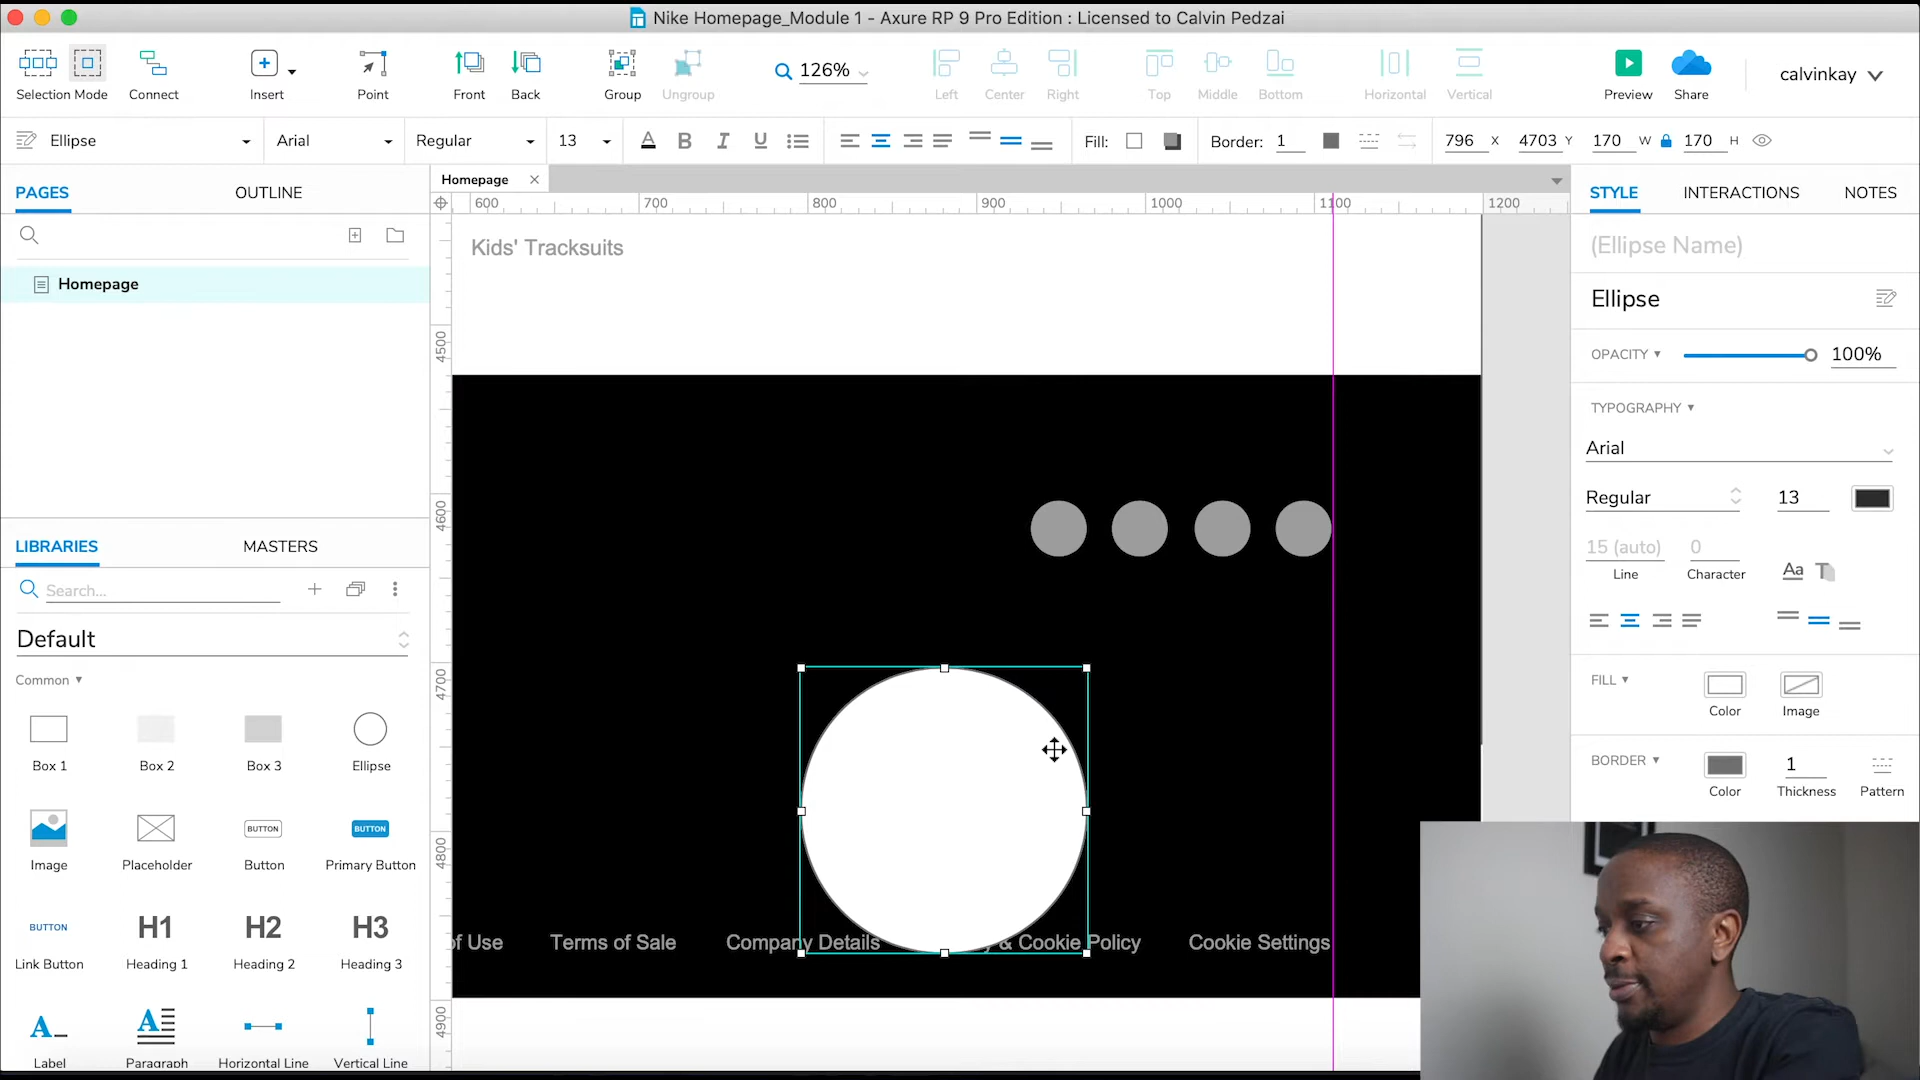 Nike Homepage_Module 1 - Axure RP 9 Pro Edition : Licensed to Calvin Pedzai
Selection Mode
Connect
Insert
Point
Front
Back
Group
Ungroup
126%
Left
Center
Right
Top
Middle
Bottom
Horizontal
Vertical
Preview
Share
calvinkay
Ellipse
Arial
Regular
13
A B I U
Fill:
Border: 1
796 X 4703 Y 170 W 170 H
PAGES
OUTLINE
Homepage
STYLE
INTERACTIONS
NOTES
600 700 800 900 1000 1100 1200
Kids' Tracksuits
(Ellipse Name)
Homepage
Ellipse
4500
OPACITY
100%
TYPOGRAPHY
Arial
Regular
13
4600
LIBRARIES
MASTERS
15 (auto)
0
Line
Character
Aa T
Search...
Default
Common
4700
FILL
Color
Image
Box 1
Box 2
Box 3
Ellipse
BORDER
1
Color
Thickness
Pattern
BUTTON
BUTTON
Image
Placeholder
Button
Primary Button
4800
BUTTON
H1
H2
H3
of Use
Terms of Sale
Company Details
y & Cookie Policy
Cookie Settings
Link Button
Heading 1
Heading 2
Heading 3
4900
A
A
Label
Paragraph
Horizontal Line
Vertical Line